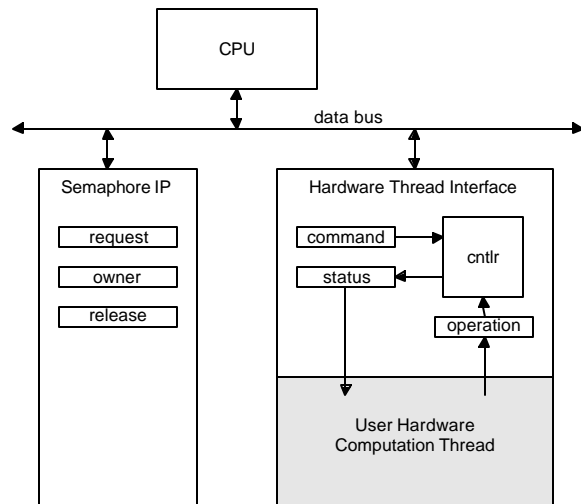 CPU
data bus
Semaphore IP
request
owner
release
Hardware Thread Interface
command
status
cntlr
operation
User Hardware
Computation Thread